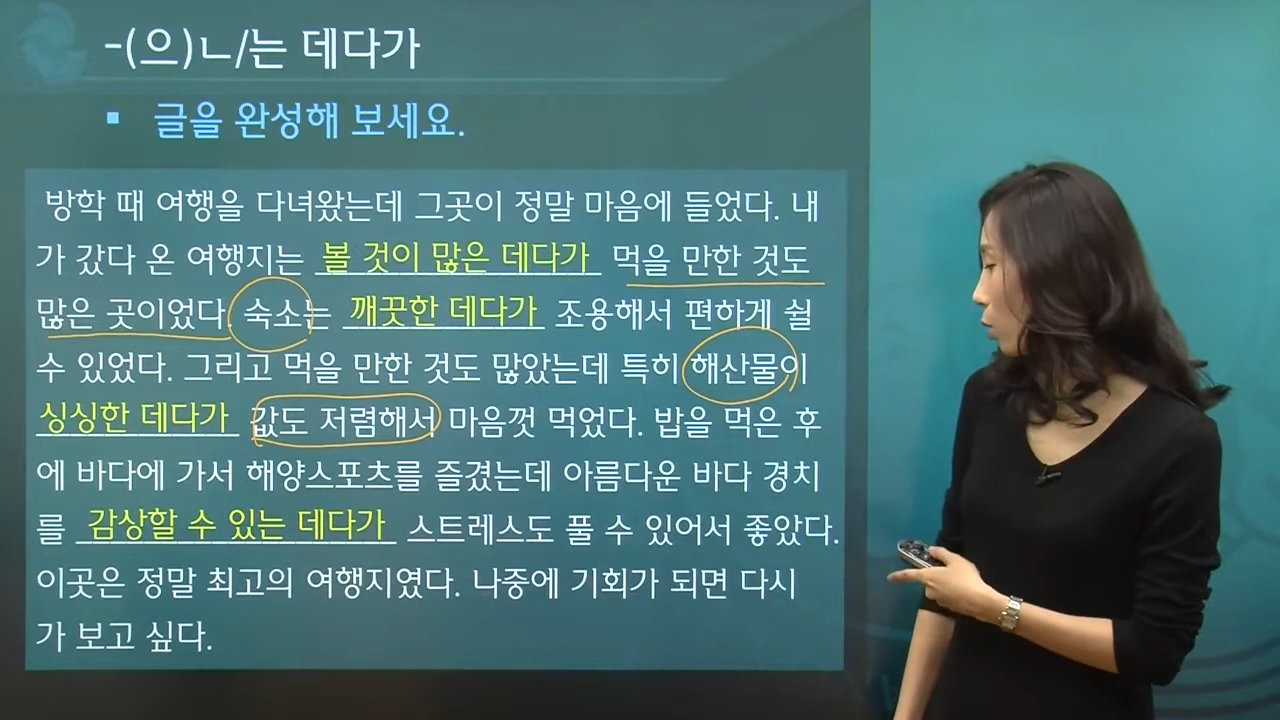 -(으)ㄴ/는 데다가
▪ 글을 완성해 보세요.
방학 때 여행을 다녀왔는데 그곳이 정말 마음에 들었다. 내
가 갔다 온 여행지는 볼 것이 많은 데다가 먹을 만한 것도
많은 곳이었다. 숙소는 깨끗한 데다가 조용해서 편하게 쉴
수 있었다. 그리고 먹을 만한 것도 많았는데 특히 해산물이
싱싱한 데다가 값도 저렴해서 마음껏 먹었다. 밥을 먹은 후
에 바다에 가서 해양스포츠를 즐겼는데 아름다운 바다 경치
를 감상할 수 있는 데다가 스트레스도 풀 수 있어서 좋았다.
이곳은 정말 최고의 여행지였다. 나중에 기회가 되면 다시
가 보고 싶다.